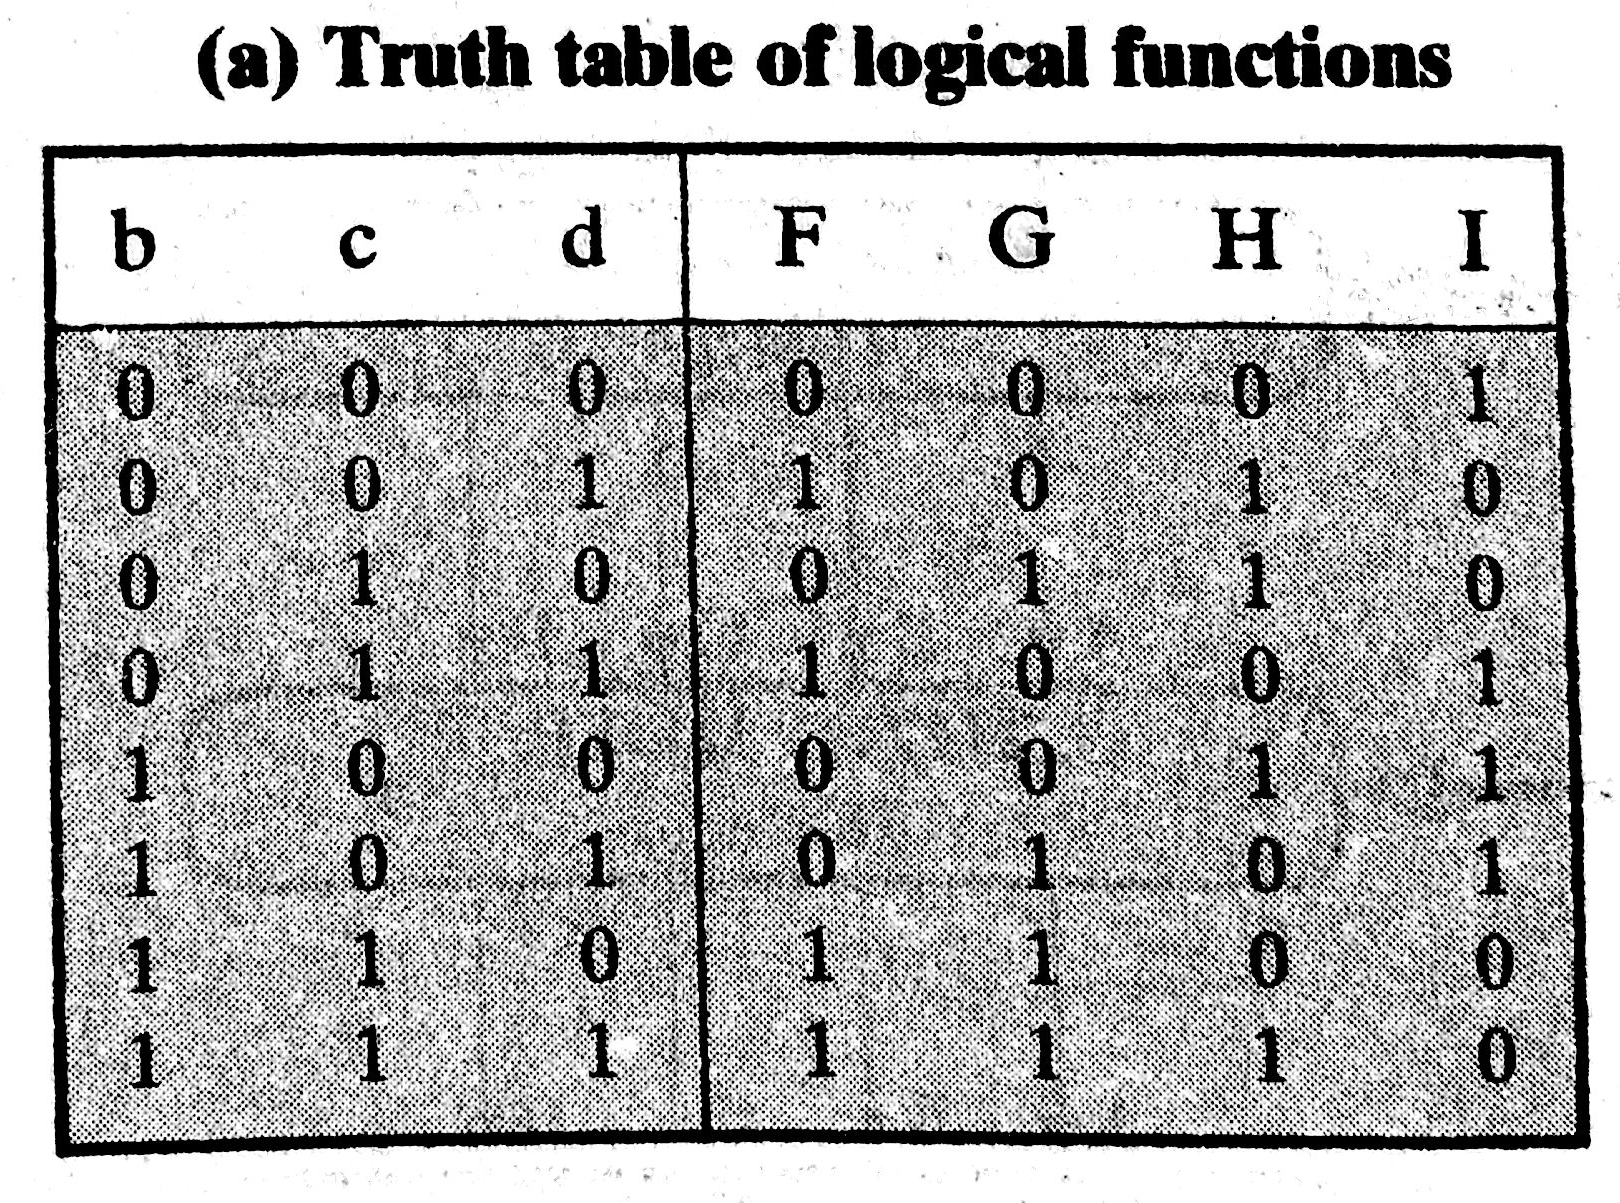 (a) Truth table of logical functions
b c d F G H I
0 0 0 0 0 0 1
0 0 1 1 0 1 0
0 1 0 0 1 1 0
0 1 1 1 0 0 1
1 0 0 0 0 1 1
1 0 1 0 1 0 1
1 1 0 1 1 0 0
1 1 1 1 1 1 0